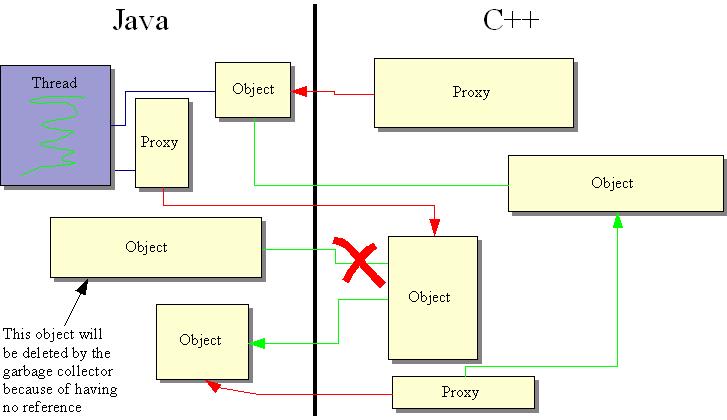 Java
C++
Thread
Object
Proxy
Proxy
Object
Object
Object
Object
Proxy
This object will
be deleted by the
garbage collector
because of having
no reference